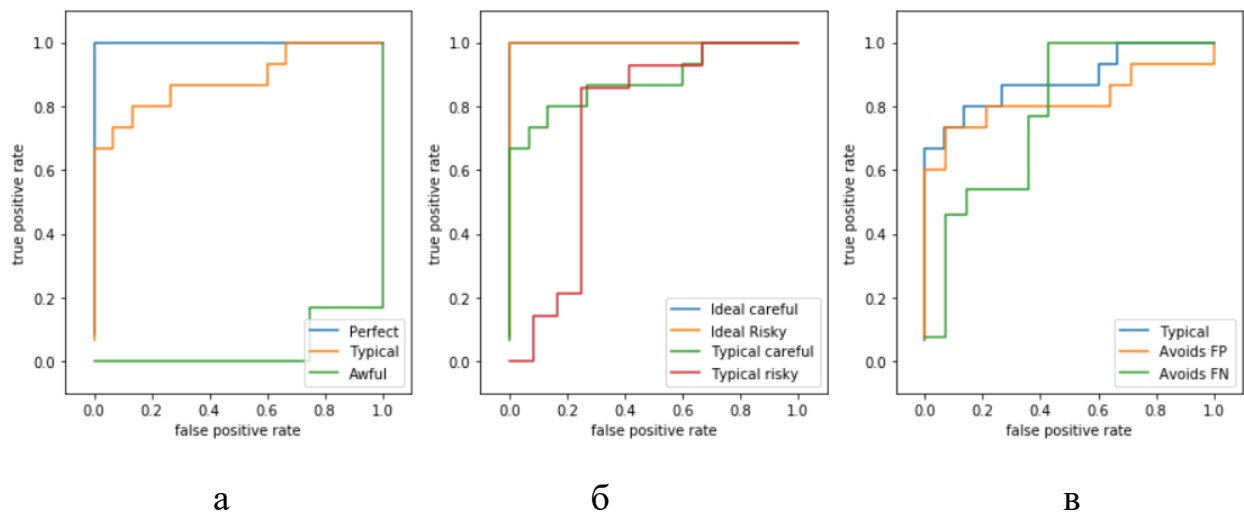 1.0
0.8
0.6
0.4
0.2
0.0
true positive rate
0.0 0.2 0.4 0.6 0.8 1.0
false positive rate
Perfect
Typical
Awful
а
1.0
0.8
0.6
0.4
0.2
0.0
true positive rate
0.0 0.2 0.4 0.6 0.8 1.0
false positive rate
Ideal careful
Ideal Risky
Typical careful
Typical risky
б
1.0
0.8
0.6
0.4
0.2
0.0
true positive rate
0.0 0.2 0.4 0.6 0.8 1.0
false positive rate
Typical
Avoids FP
Avoids FN
в